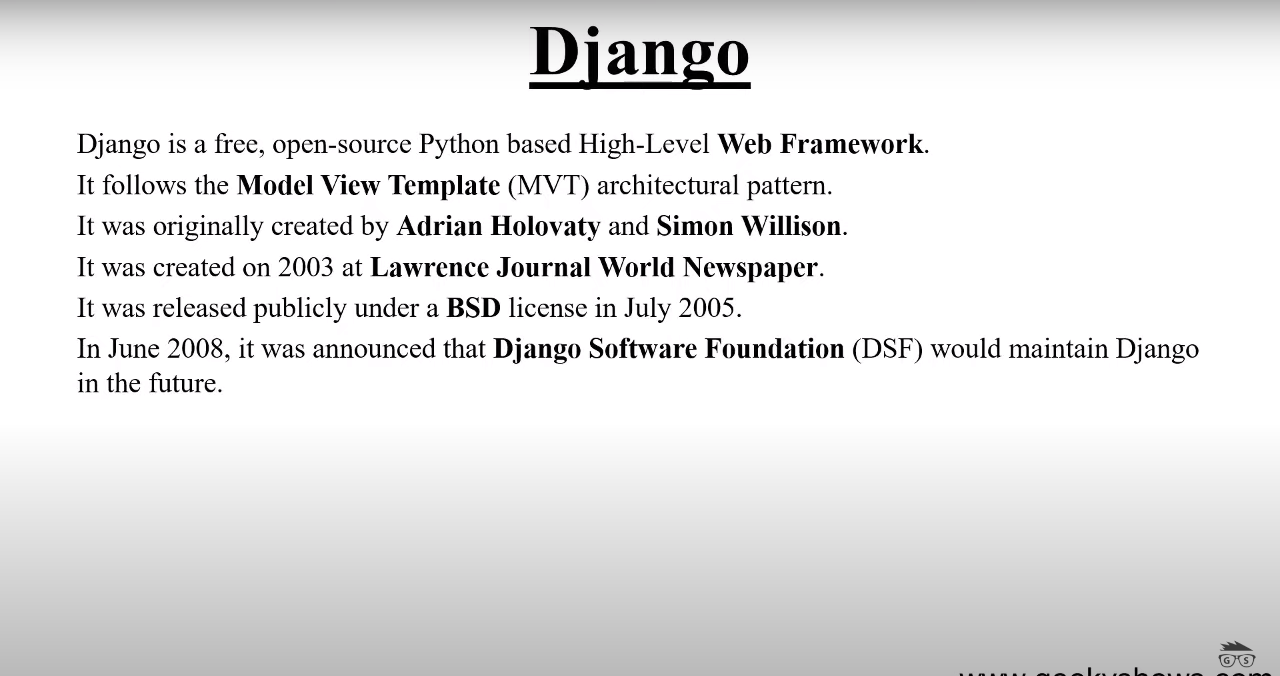 Django
Django is a free, open-source Python based High-Level Web Framework.
It follows the Model View Template (MVT) architectural pattern.
It was originally created by Adrian Holovaty and Simon Willison.
It was created on 2003 at Lawrence Journal World Newspaper.
It was released publicly under a BSD license in July 2005.
In June 2008, it was announced that Django Software Foundation (DSF) would maintain Django
in the future.
G S
www.geekyshows.com